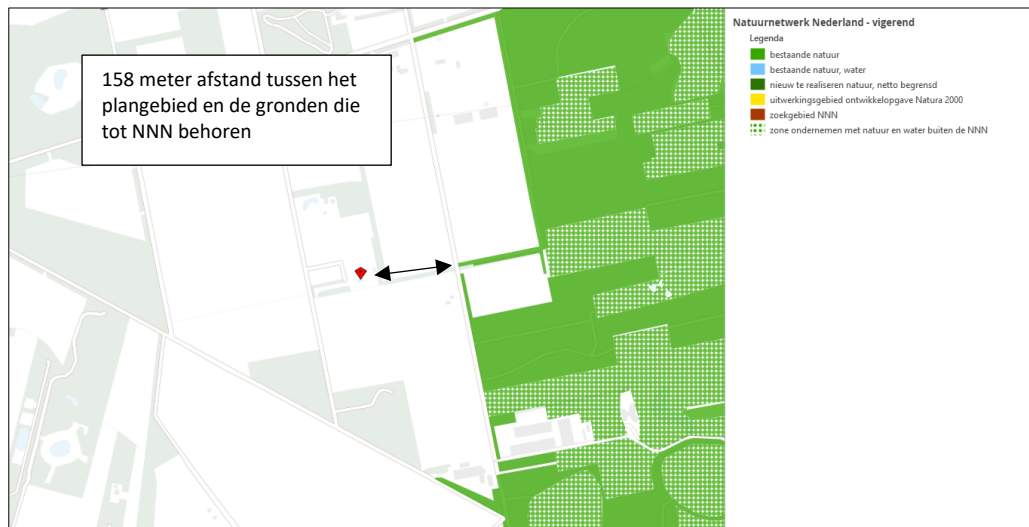 158 meter afstand tussen het
plangebied en de gronden die
tot NNN behoren
Natuurnetwerk Nederland - vigerend
Legenda
bestaande natuur
bestaande natuur, water
nieuw te realiseren natuur, netto begrensd
uitwerkingsgebied ontwikkelopgave Natura 2000
zoekgebied NNN
zone ondernemen met natuur en water buiten de NNN